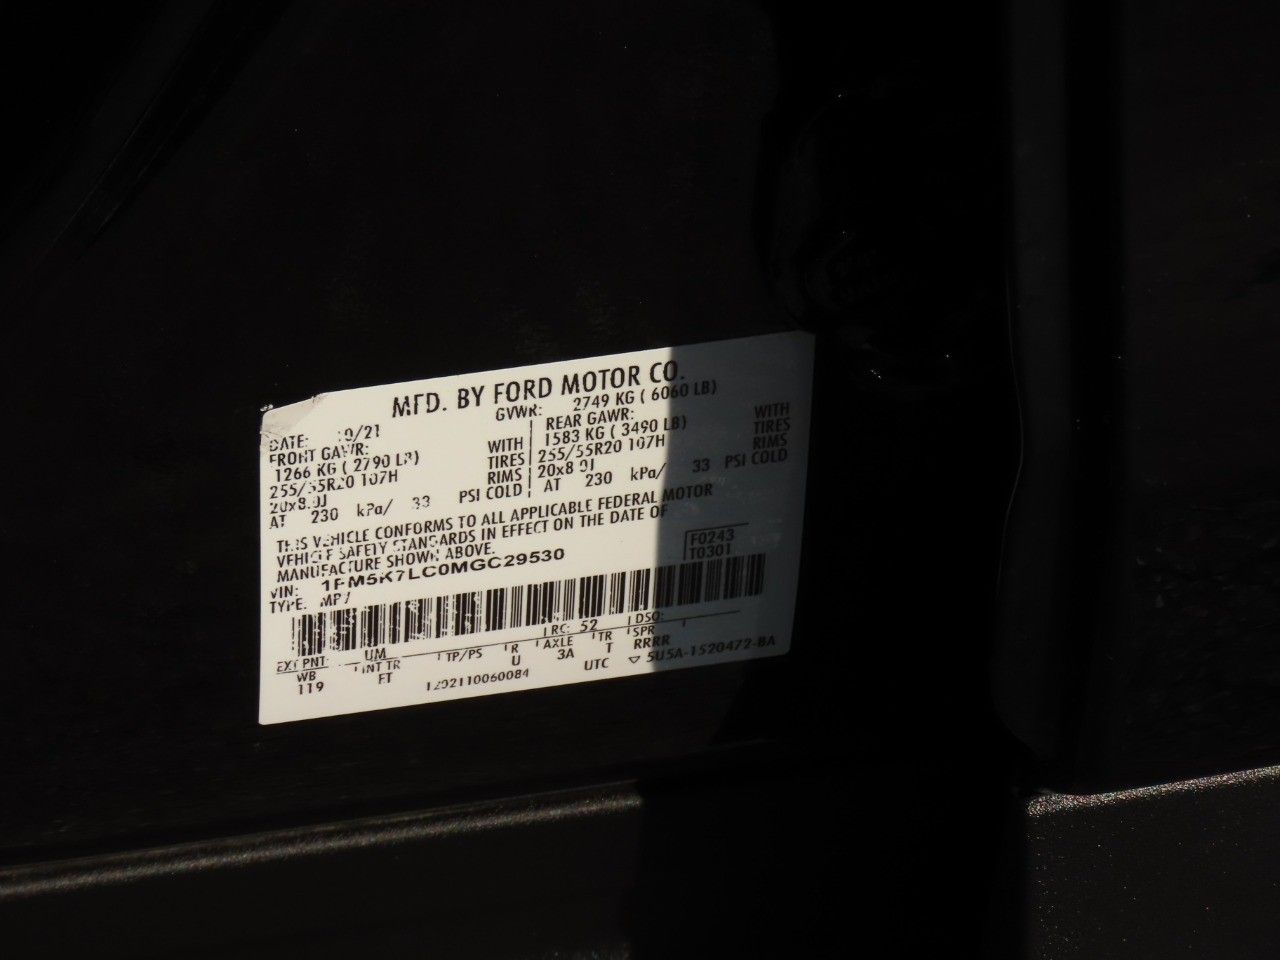 MFD. BY FORD MOTOR CO.
DATE: 10/21 GVWR: 2749 KG ( 6060 LB)
FRONT GAWR: REAR GAWR:
1266 KG ( 2790 LB) WITH 1583 KG ( 3490 LB) WITH
255/55R20 107H TIRES 255/55R20 107H TIRES
20x8.0J RIMS 20x8.0J RIMS
AT 230 kPa/ 33 PSI COLD AT 230 kPa/ 33 PSI COLD
THIS VEHICLE CONFORMS TO ALL APPLICABLE FEDERAL MOTOR
VEHICLE SAFETY STANDARDS IN EFFECT ON THE DATE OF
MANUFACTURE SHOWN ABOVE.
VIN: 1FM5K7LC0MGC29530 F0243
TYPE: MPV T0301
EXT PNT: UM RC: 52 DSO:
WB INT TR TP/PS R AXLE TR SPR
119 FT U 3A T RRRR
UTC ▽ 5U5A-1520472-BA